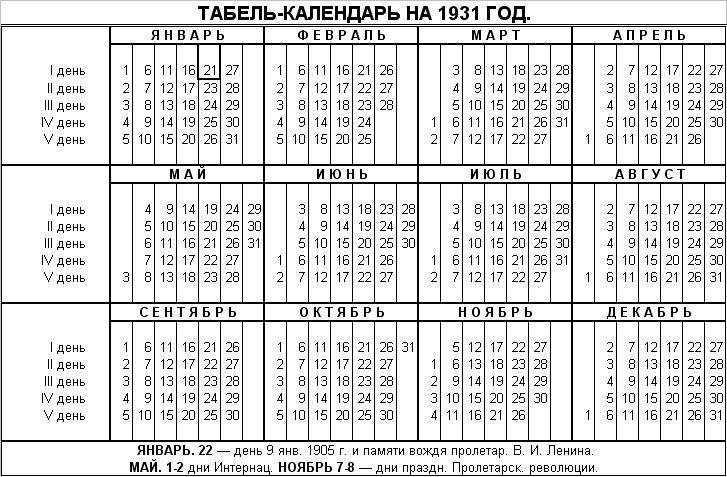 ТАБЕЛЬ-КАЛЕНДАРЬ НА 1931 ГОД.
ЯНВАРЬ ФЕВРАЛЬ МАРТ АПРЕЛЬ
I день 1 6 11 16 21 27 1 6 11 16 21 26 3 8 13 18 23 28 2 7 12 17 22 27
II день 2 7 12 17 23 28 2 7 12 17 22 27 4 9 14 19 24 29 3 8 13 18 23 28
III день 3 8 13 18 24 29 3 8 13 18 23 28 5 10 15 20 25 30 4 9 14 19 24 29
IV день 4 9 14 19 25 30 4 9 14 19 24 1 6 11 16 21 26 31 5 10 15 20 25 30
V день 5 10 15 20 26 31 5 10 15 20 25 2 7 12 17 22 27 1 6 11 16 21 26
МАЙ ИЮНЬ ИЮЛЬ АВГУСТ
I день 4 9 14 19 24 29 3 8 13 18 23 28 3 8 13 18 23 28 2 7 12 17 22 27
II день 5 10 15 20 25 30 4 9 14 19 24 29 4 9 14 19 24 29 3 8 13 18 23 28
III день 6 11 16 21 26 31 5 10 15 20 25 30 5 10 15 20 25 30 4 9 14 19 24 29
IV день 7 12 17 22 27 1 6 11 16 21 26 1 6 11 16 21 26 31 5 10 15 20 25 30
V день 3 8 13 18 23 28 2 7 12 17 22 27 2 7 12 17 22 27 1 6 11 16 21 26 31
СЕНТЯБРЬ ОКТЯБРЬ НОЯБРЬ ДЕКАБРЬ
I день 1 6 11 16 21 26 1 6 11 16 21 26 31 5 12 17 22 27 2 7 12 17 22 27
II день 2 7 12 17 22 27 2 7 12 17 22 27 1 6 13 18 23 28 3 8 13 18 23 28
III день 3 8 13 18 23 28 3 8 13 18 23 28 2 9 14 19 24 29 4 9 14 19 24 29
IV день 4 9 14 19 24 29 4 9 14 19 24 29 3 10 15 20 25 30 5 10 15 20 25 30
V день 5 10 15 20 25 30 5 10 15 20 25 30 4 11 16 21 26 1 6 11 16 21 26 31
ЯНВАРЬ. 22 — день 9 янв. 1905 г. и памяти вождя пролетар. В. И. Ленина.
МАЙ. 1-2 дни Интернац. НОЯБРЬ 7-8 — дни праздн. Пролетарск. революции.